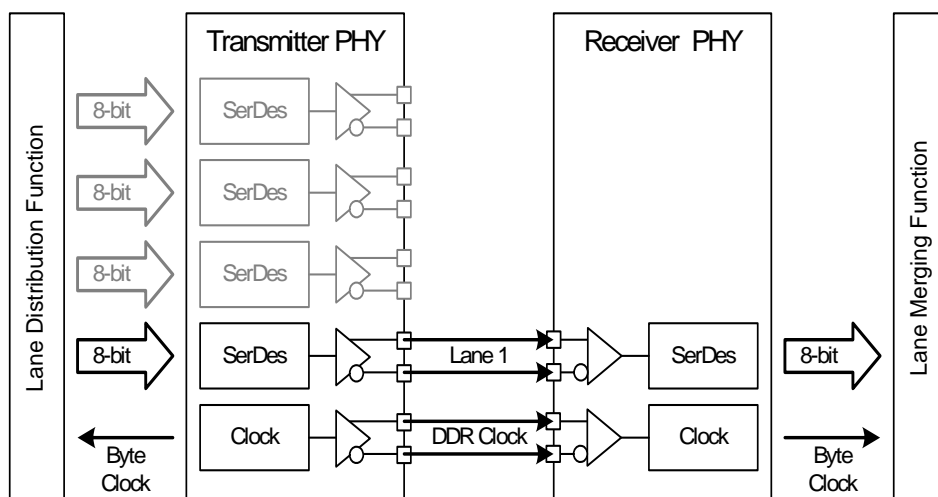 Transmitter PHY
Receiver PHY
Lane Distribution Function
8-bit
SerDes
8-bit
SerDes
8-bit
SerDes
8-bit
SerDes
Lane 1
SerDes
8-bit
Byte
Clock
Clock
DDR Clock
Clock
Byte
Clock
Lane Merging Function